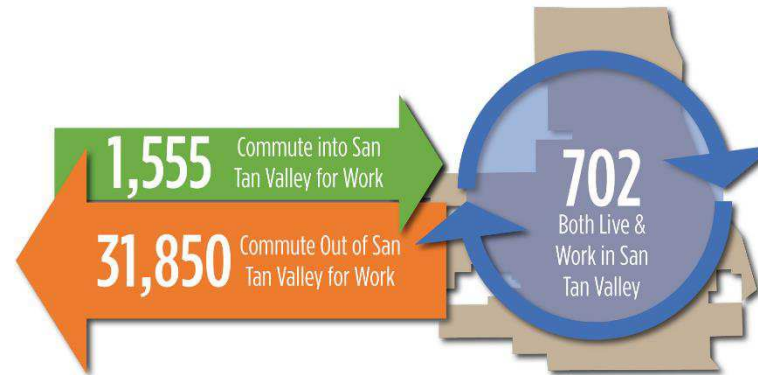 1,555
Commute into San
Tan Valley for Work
31,850
Commute Out of San
Tan Valley for Work
702
Both Live &
Work in San
Tan Valley